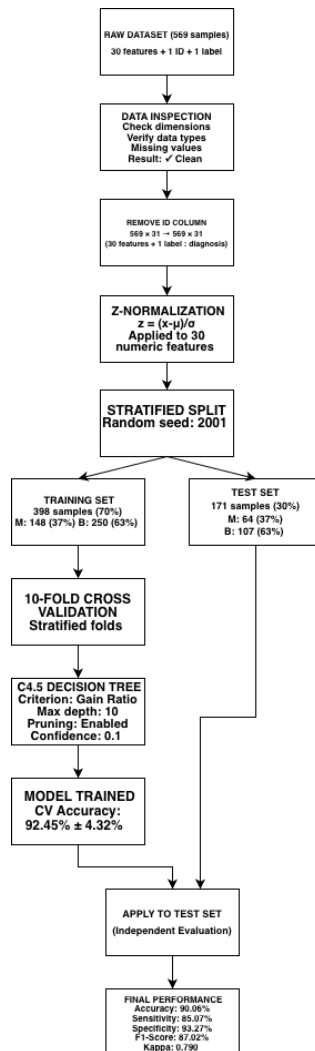 RAW DATASET (569 samples)
30 features + 1 ID + 1 label
DATA INSPECTION
Check dimensions
Verify data types
Missing values
Result: ✓ Clean
REMOVE ID COLUMN
569 × 31 → 569 × 31
(30 features + 1 label : diagnosis)
Z-NORMALIZATION
z = (x-μ)/σ
Applied to 30
numeric features
STRATIFIED SPLIT
Random seed: 2001
TRAINING SET
398 samples (70%)
M: 148 (37%) B: 250 (63%)
TEST SET
171 samples (30%)
M: 64 (37%)
B: 107 (63%)
10-FOLD CROSS
VALIDATION
Stratified folds
C4.5 DECISION TREE
Criterion: Gain Ratio
Max depth: 10
Pruning: Enabled
Confidence: 0.1
MODEL TRAINED
CV Accuracy:
92.45% ± 4.32%
APPLY TO TEST SET
(Independent Evaluation)
FINAL PERFORMANCE
Accuracy: 90.06%
Sensitivity: 85.07%
Specificity: 93.27%
F1-Score: 87.02%
Kappa: 0.790